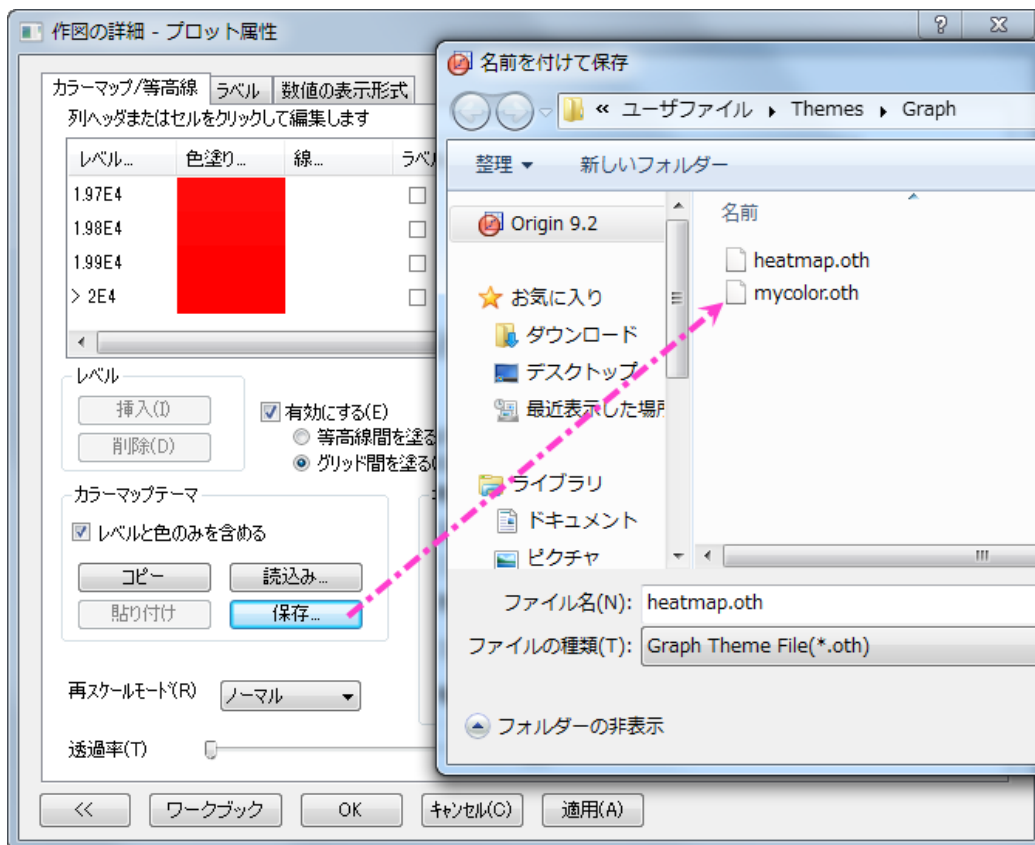 作図の詳細 - プロット属性
カラーマップ/等高線 ラベル 数値の表示形式
列ヘッダまたはセルをクリックして編集します
レベル... 色塗り... 線... ラベ
1.97E4
1.98E4
1.99E4
> 2E4
レベル
挿入(I)
削除(D)
有効にする(E)
等高線間を塗る
グリッド間を塗る
カラーマップテーマ
レベルと色のみを含める
コピー 読込み...
貼り付け 保存...
再スケールモード(R) ノーマル
透過率(T)
<< ワークブック OK キャンセル(C) 適用(A)
名前を付けて保存
« ユーザファイル Themes Graph
整理 新しいフォルダー
Origin 9.2
お気に入り
ダウンロード
デスクトップ
最近表示した場所
ライブラリ
ドキュメント
ピクチャ
名前
heatmap.oth
mycolor.oth
ファイル名(N): heatmap.oth
ファイルの種類(T): Graph Theme File(*.oth)
フォルダーの非表示